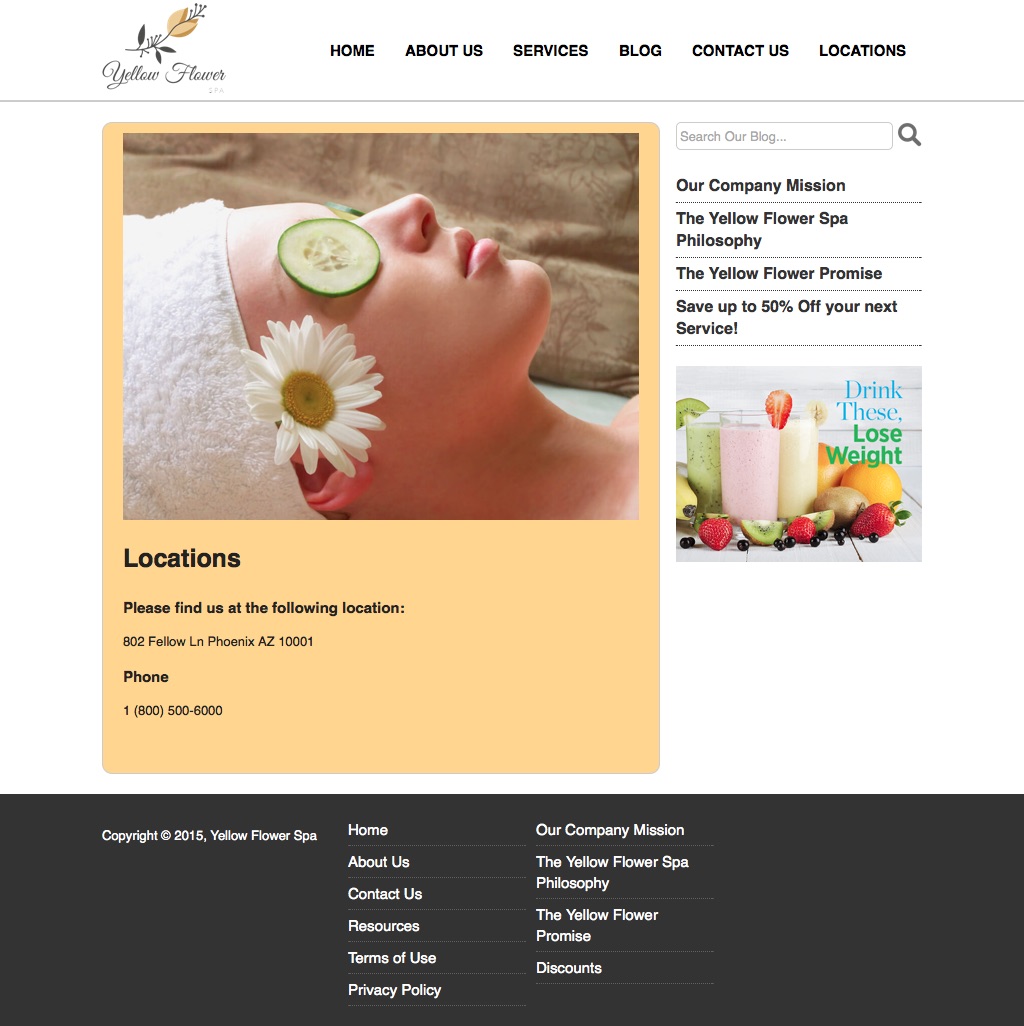 Yellow Flower
SPA
HOME ABOUT US SERVICES BLOG CONTACT US LOCATIONS
Search Our Blog...
Our Company Mission
The Yellow Flower Spa
Philosophy
The Yellow Flower Promise
Save up to 50% Off your next
Service!
Drink
These,
Lose
Weight
Locations
Please find us at the following location:
802 Fellow Ln Phoenix AZ 10001
Phone
1 (800) 500-6000
Copyright © 2015, Yellow Flower Spa
Home
About Us
Contact Us
Resources
Terms of Use
Privacy Policy
Our Company Mission
The Yellow Flower Spa
Philosophy
The Yellow Flower
Promise
Discounts